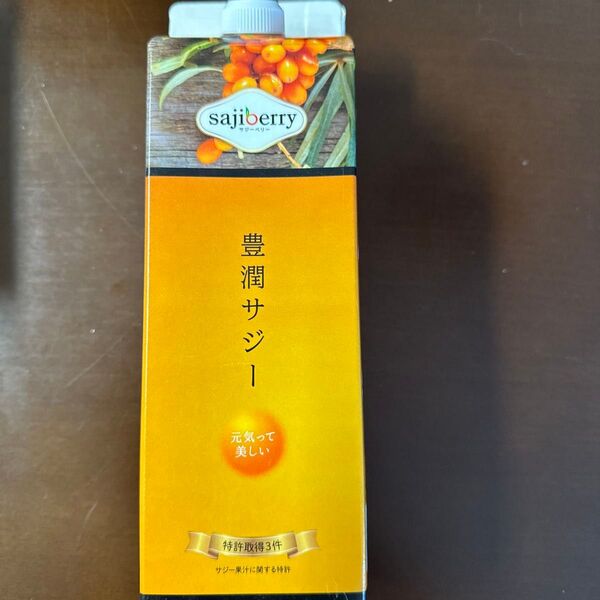 sajiberry
サジーベリー
豊潤サジー
元気って
美しい
特許取得3件
サジー果汁に関する特許